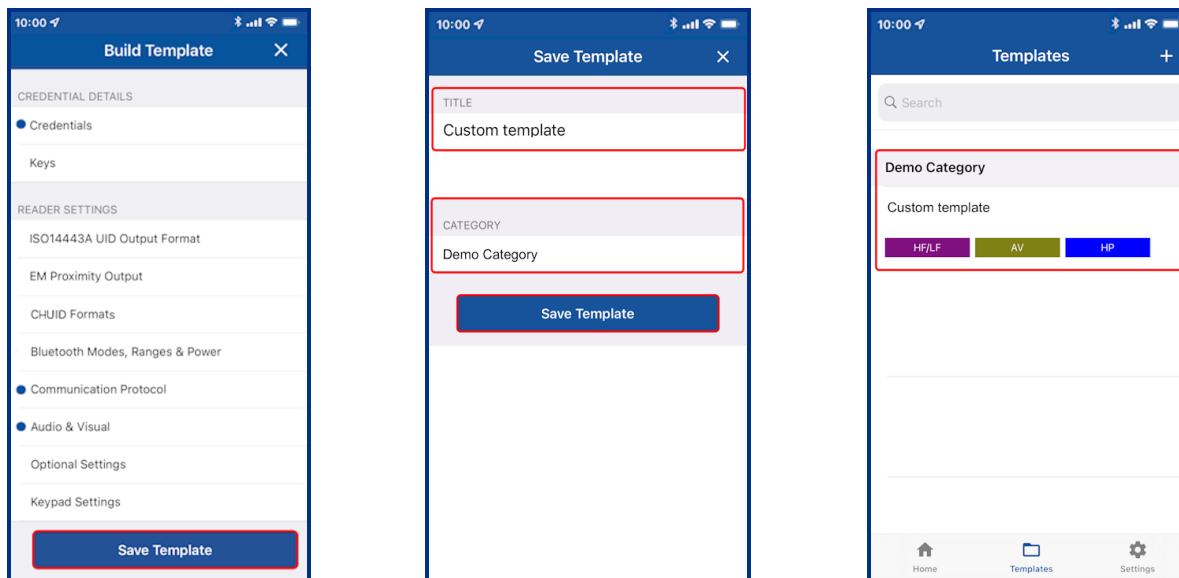 10:00
Build Template
CREDENTIAL DETAILS
Credentials
Keys
READER SETTINGS
ISO14443A UID Output Format
EM Proximity Output
CHUID Formats
Bluetooth Modes, Ranges & Power
Communication Protocol
Audio & Visual
Optional Settings
Keypad Settings
Save Template
10:00
Save Template
TITLE
Custom template
CATEGORY
Demo Category
Save Template
10:00
Templates
Search
Demo Category
Custom template
HF/LF AV HP
Home Templates Settings